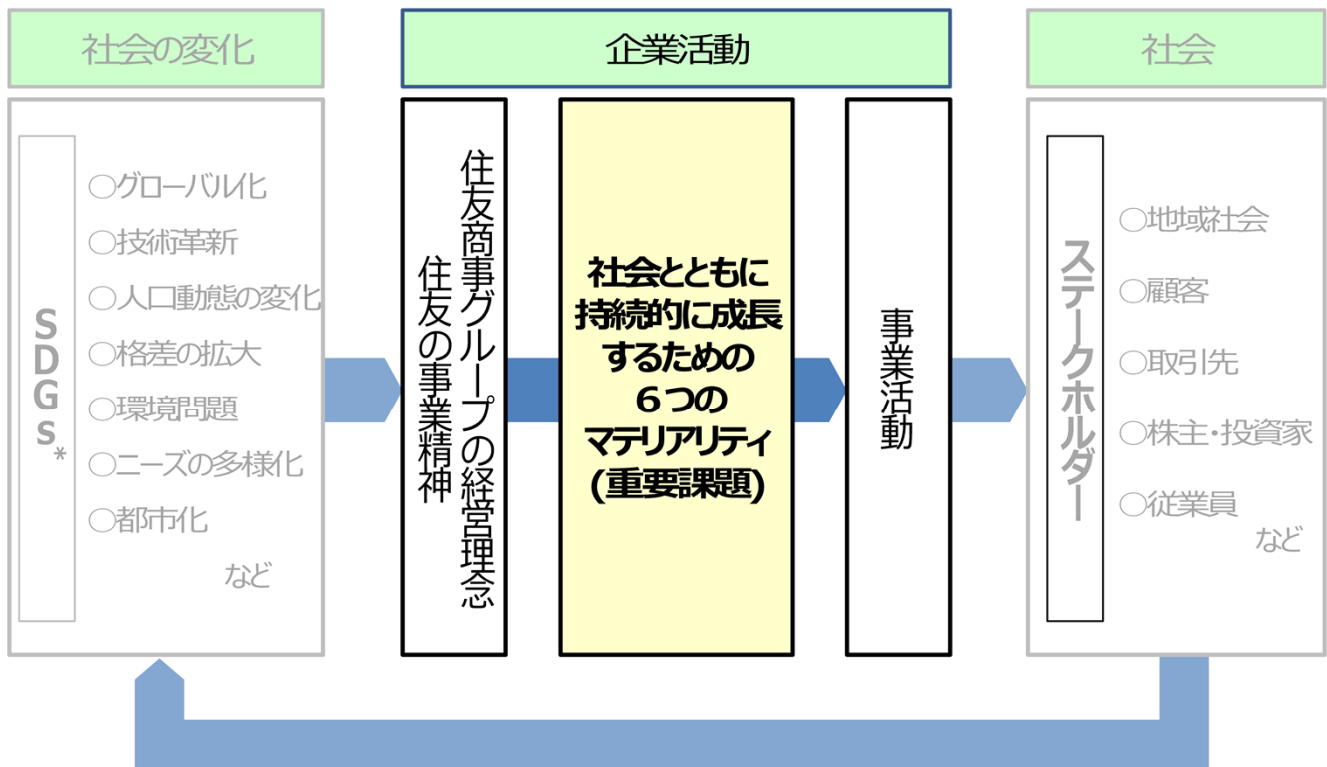 社会の変化
企業活動
社会
SDGs*
○グローバル化
○技術革新
○人口動態の変化
○格差の拡大
○環境問題
○ニーズの多様化
○都市化
など
住友商事グループの経営理念
住友の事業精神
社会とともに
持続的に成長
するための
６つの
マテリアリティ
(重要課題)
事業活動
ステークホルダー
○地域社会
○顧客
○取引先
○株主・投資家
○従業員
など